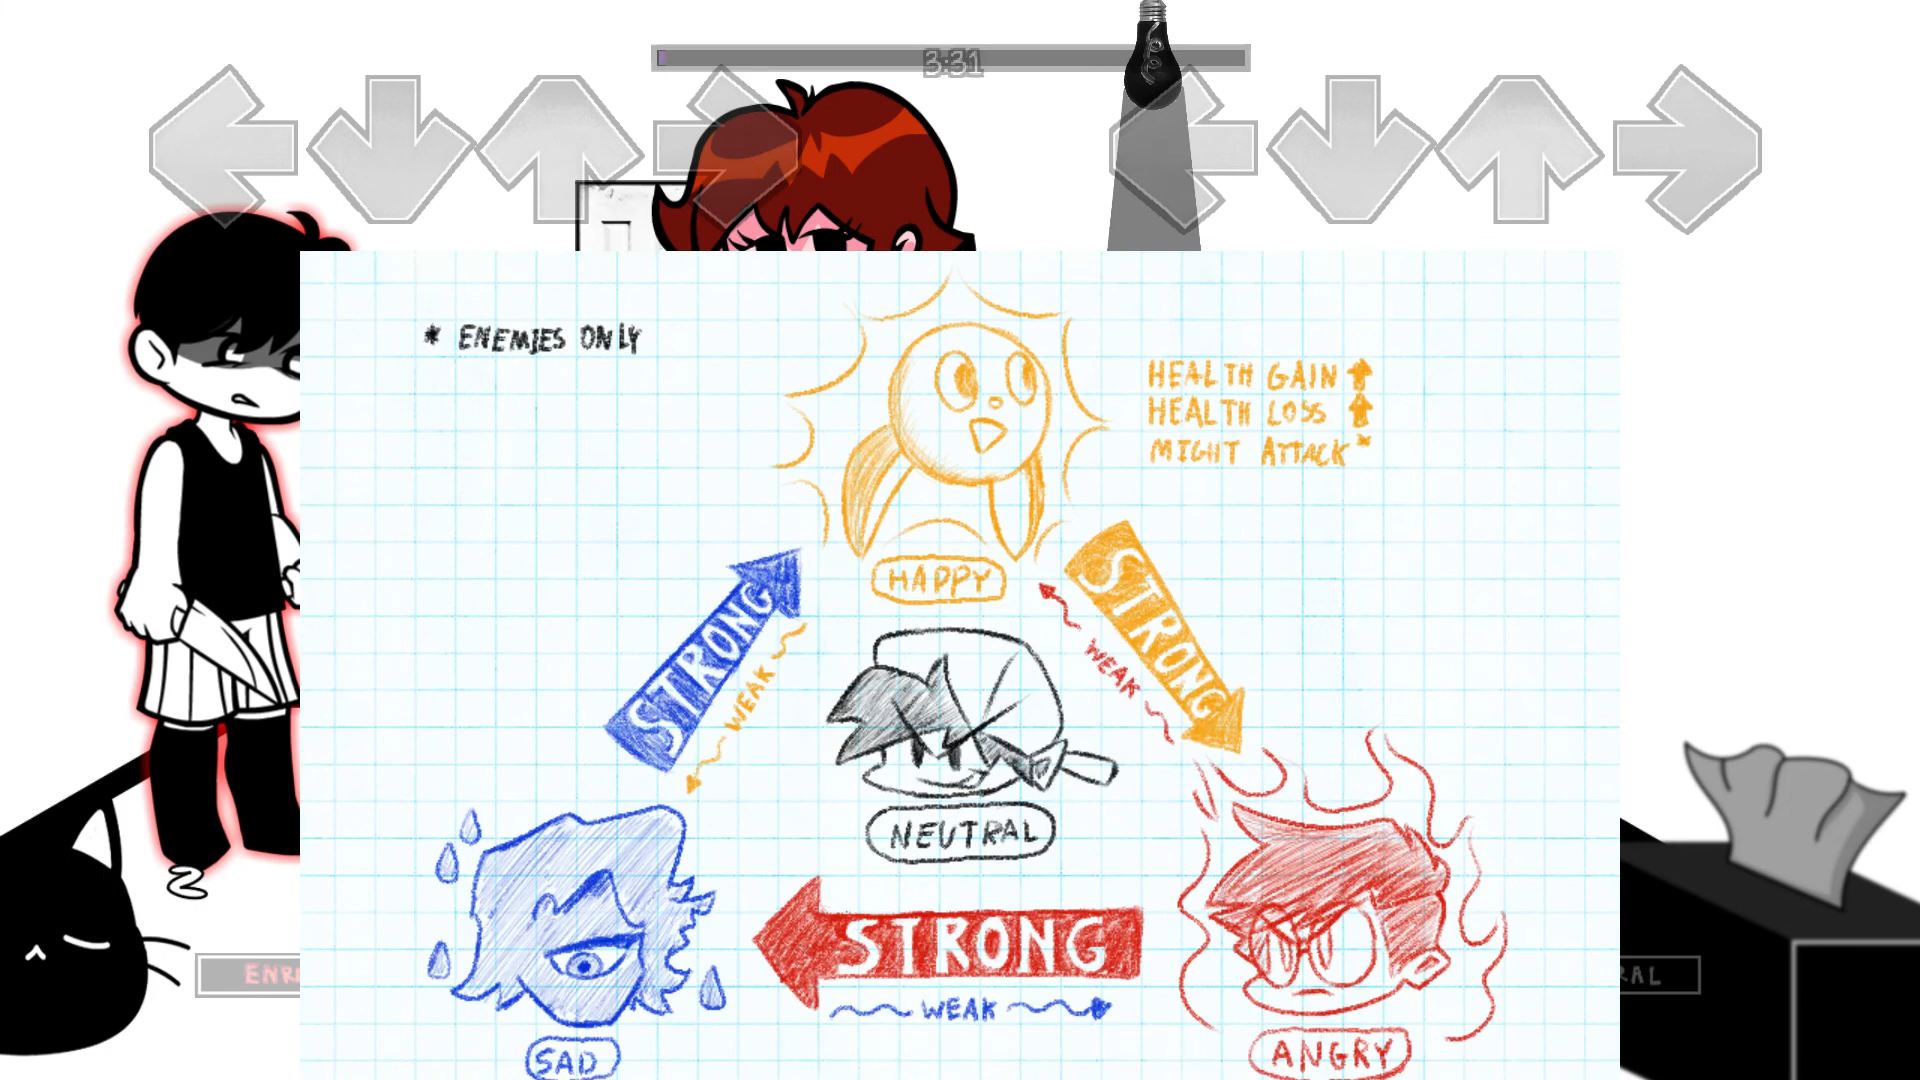 3:31
* ENEMIES ONLY
HEALTH GAIN ⬆
HEALTH LOSS ⬆
MIGHT ATTACK*
HAPPY
STRONG
WEAK
STRONG
WEAK
NEUTRAL
STRONG
WEAK
SAD
ANGRY